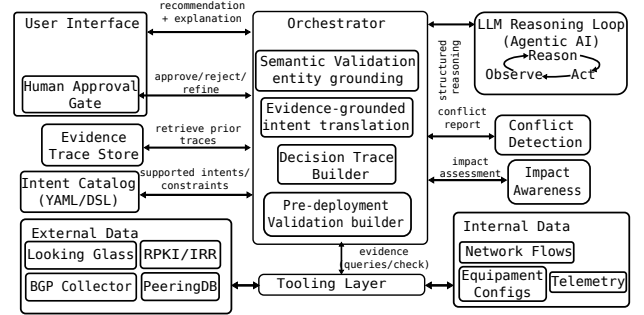 User Interface
recommendation
+ explanation
Orchestrator
LLM Reasoning Loop
(Agentic AI)
Reason
Observe
Act
Human Approval
Gate
approve/reject/
refine
Semantic Validation
entity grounding
structured
reasoning
Evidence-grounded
intent translation
conflict
report
Conflict
Detection
Evidence
Trace Store
retrieve prior
traces
Decision Trace
Builder
impact
assessment
Impact
Awareness
Intent Catalog
(YAML/DSL)
supported intents/
constraints
Pre-deployment
Validation builder
External Data
Looking Glass
RPKI/IRR
BGP Collector
PeeringDB
evidence
(queries/check)
Tooling Layer
Internal Data
Network Flows
Equipament
Configs
Telemetry